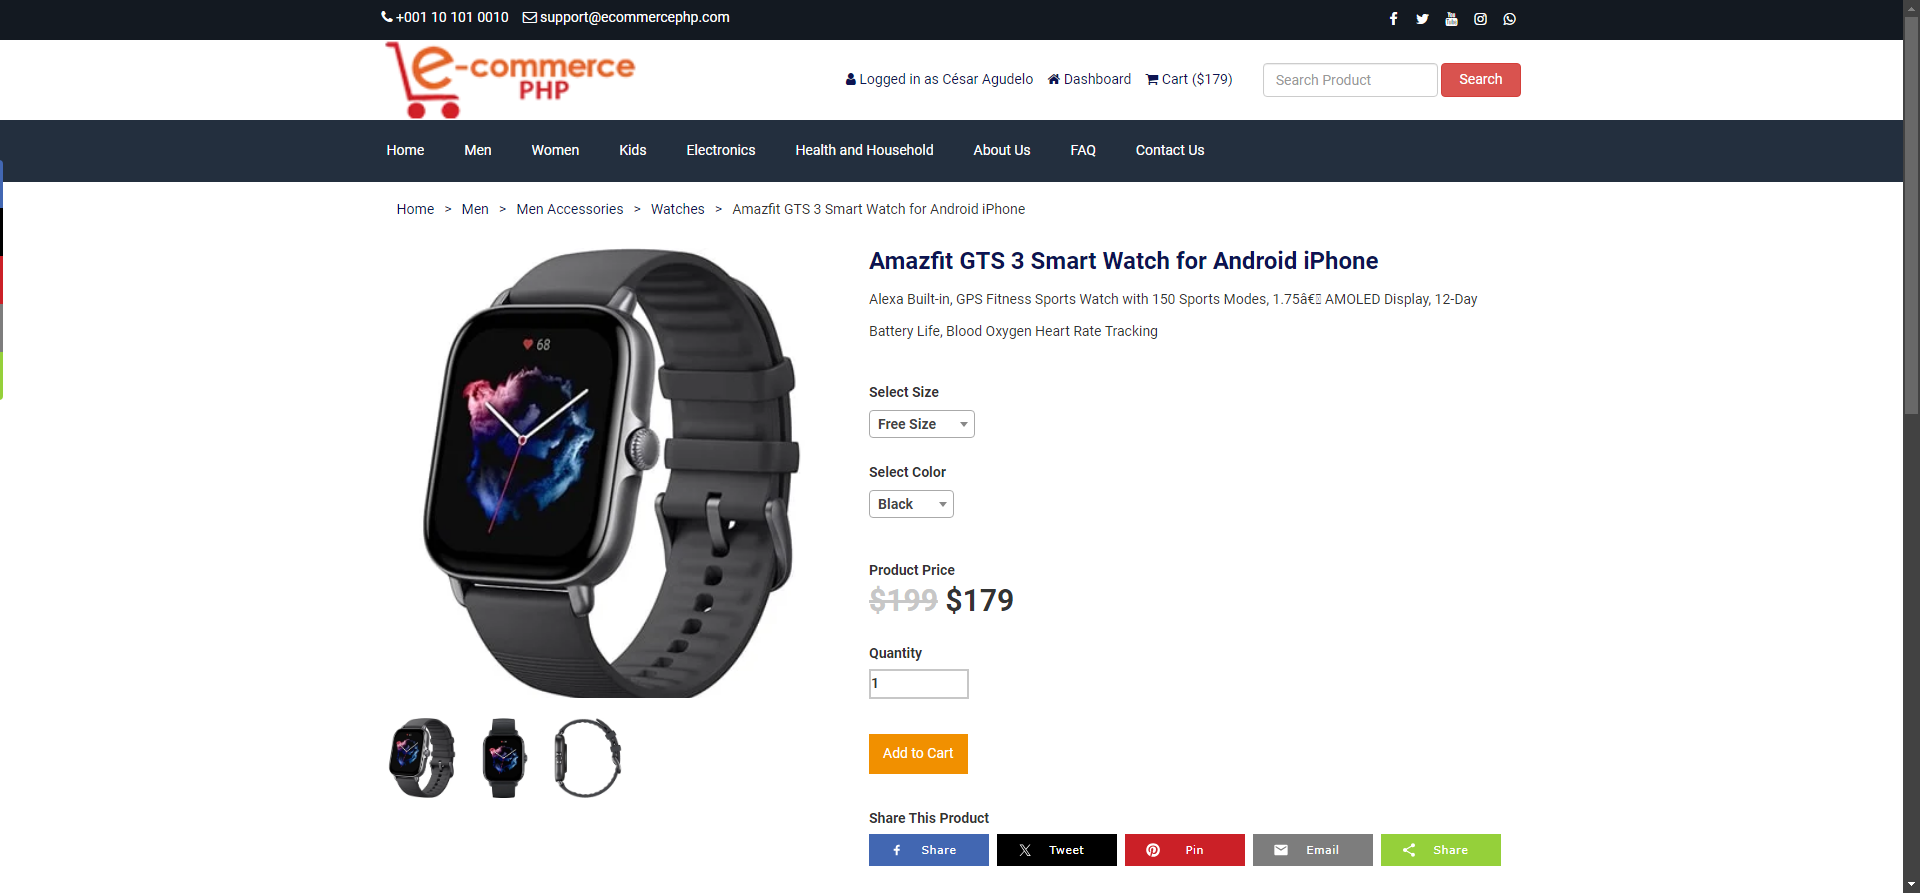 +001 10 101 0010 support@ecommercephp.com
e-commerce
PHP
Logged in as César Agudelo Dashboard Cart ($179) Search Product Search
Home Men Women Kids Electronics Health and Household About Us FAQ Contact Us
Home > Men > Men Accessories > Watches > Amazfit GTS 3 Smart Watch for Android iPhone
Amazfit GTS 3 Smart Watch for Android iPhone
Alexa Built-in, GPS Fitness Sports Watch with 150 Sports Modes, 1.75â€ AMOLED Display, 12-Day
Battery Life, Blood Oxygen Heart Rate Tracking
68
Select Size
Free Size
Select Color
Black
Product Price
$199 $179
Quantity
1
Add to Cart
Share This Product
Share Tweet Pin Email Share